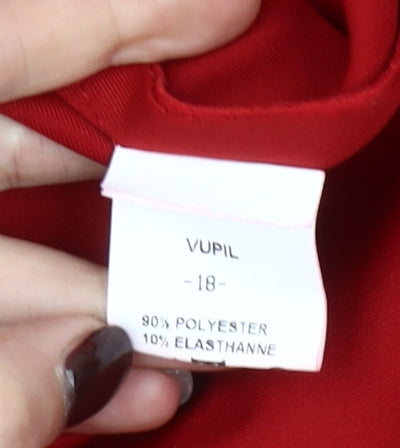 VUPIL
-18-
90% POLYESTER
10% ELASTHANNE